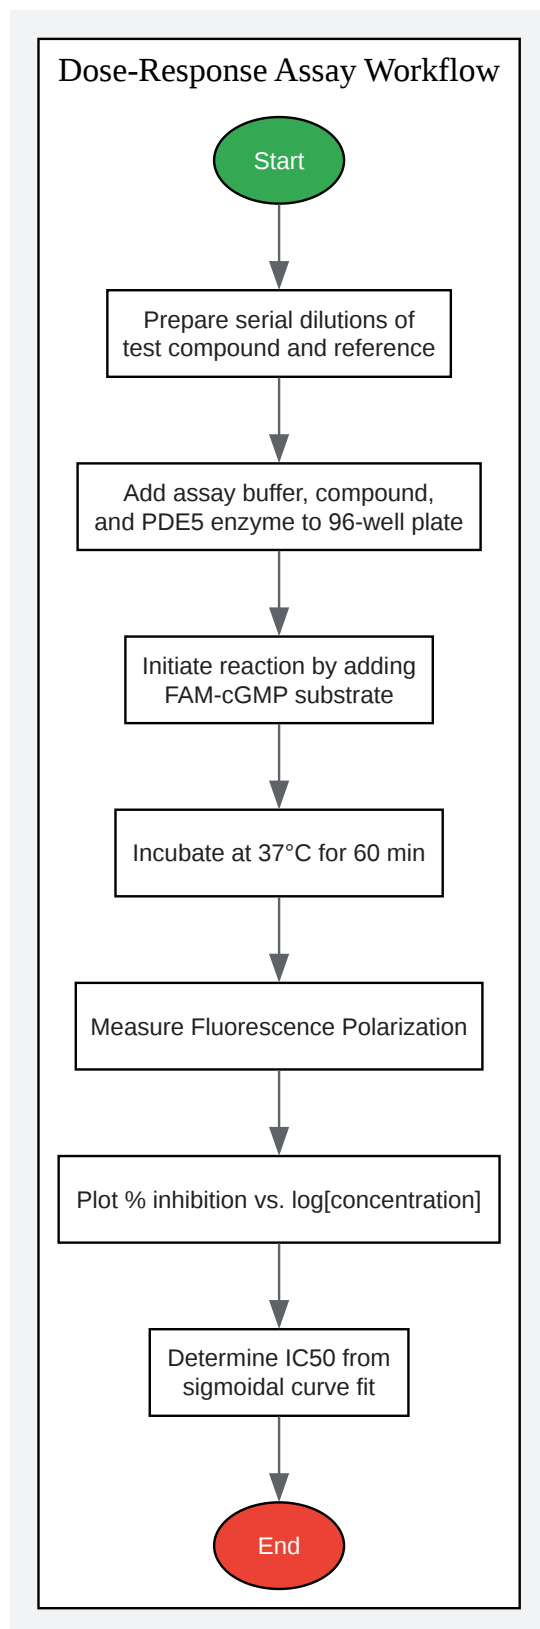 Dose-Response Assay Workflow
Start
Prepare serial dilutions of
test compound and reference
Add assay buffer, compound,
and PDE5 enzyme to 96-well plate
Initiate reaction by adding
FAM-cGMP substrate
Incubate at 37°C for 60 min
Measure Fluorescence Polarization
Plot % inhibition vs. log[concentration]
Determine IC50 from
sigmoidal curve fit
End